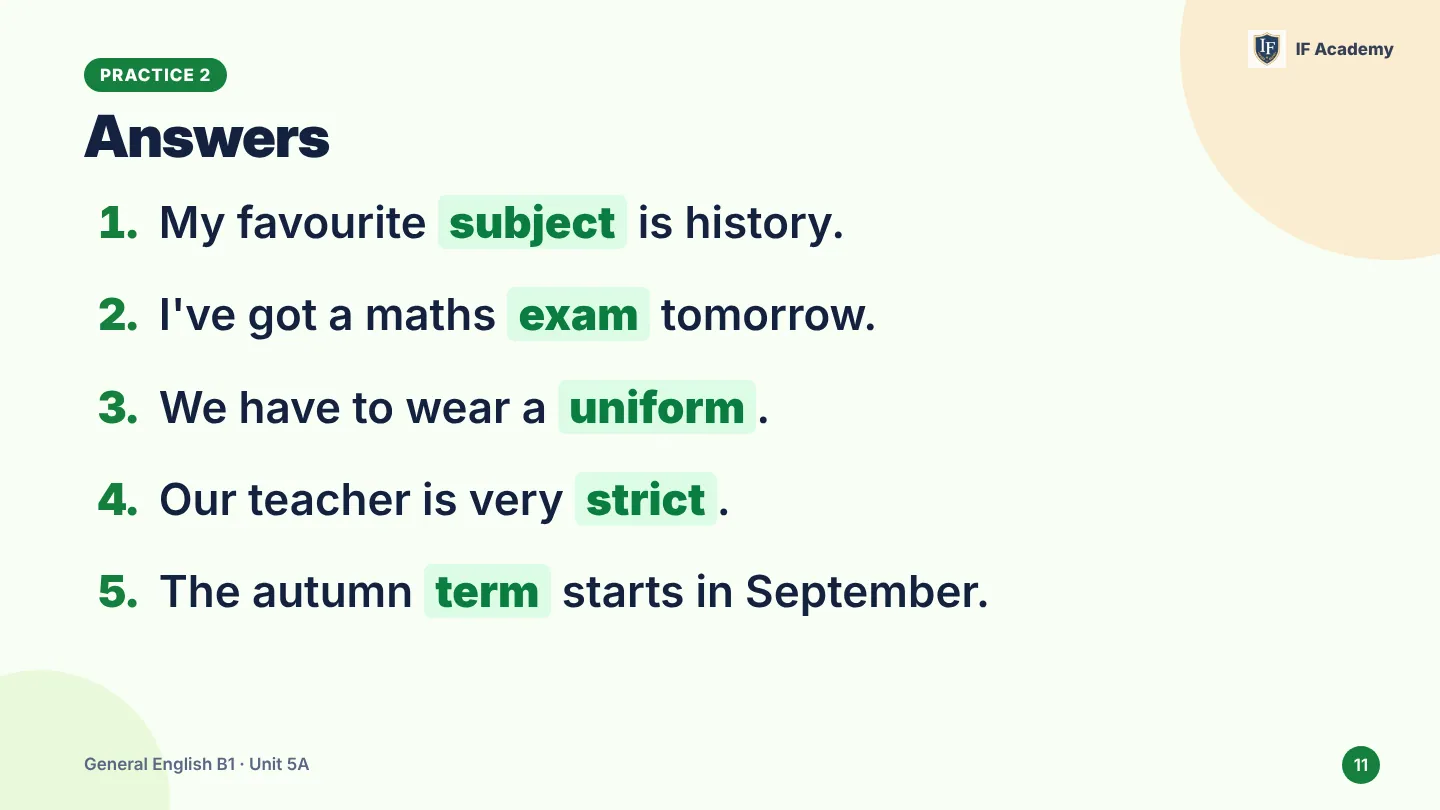 IF
IF Academy
PRACTICE 2
Answers
1. My favourite subject is history.
2. I've got a maths exam tomorrow.
3. We have to wear a uniform.
4. Our teacher is very strict.
5. The autumn term starts in September.
General English B1 · Unit 5A
11